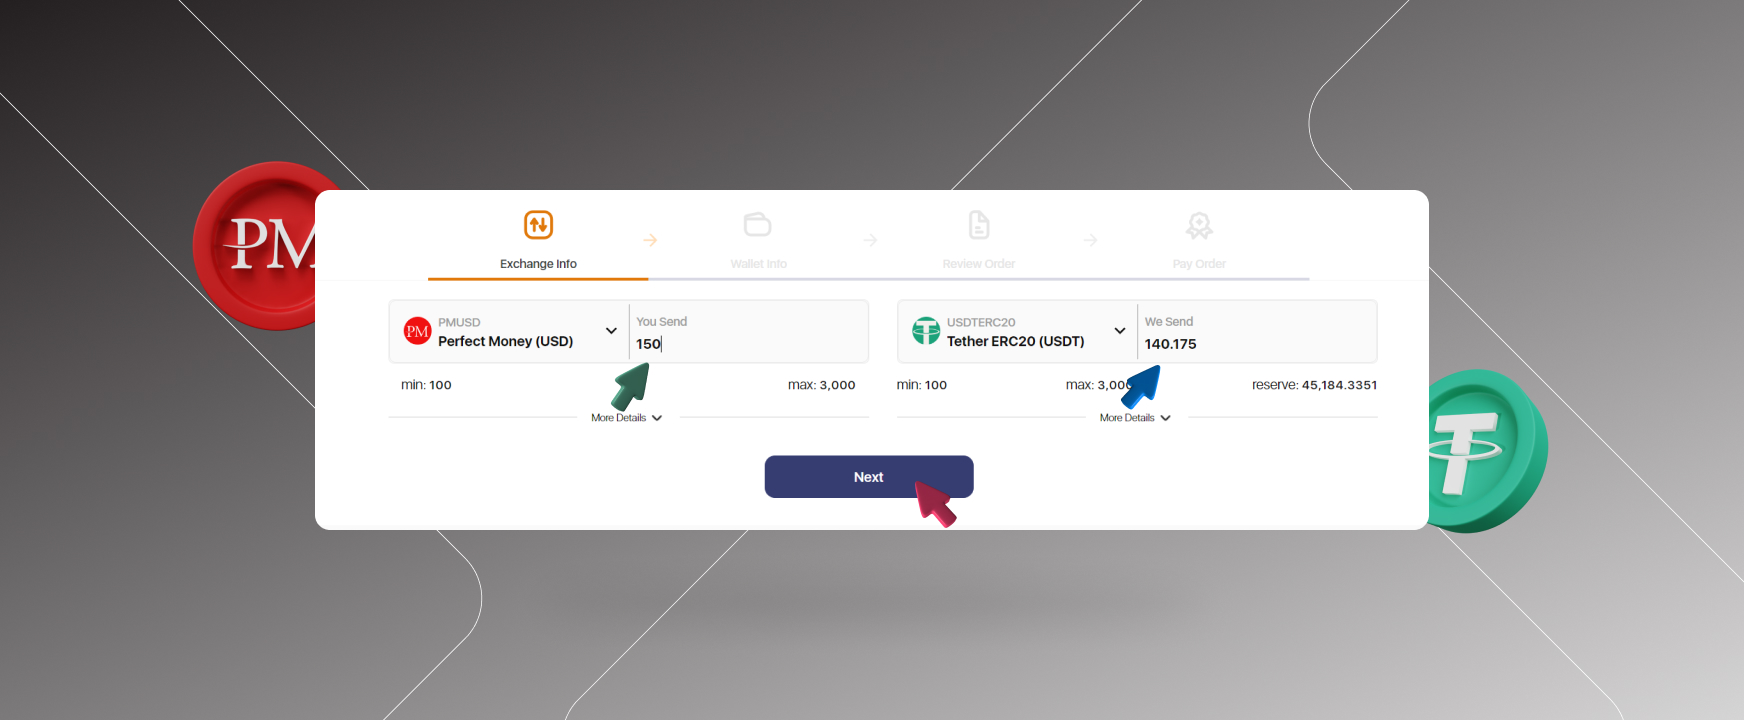 PM
Exchange Info
Wallet Info
Review Order
Pay Order
PM
PMUSD
Perfect Money (USD)
You Send
150
USDTERC20
Tether ERC20 (USDT)
We Send
140.175
min: 100
max: 3,000
min: 100
max: 3,000
reserve: 45,184.3351
More Details
More Details
Next